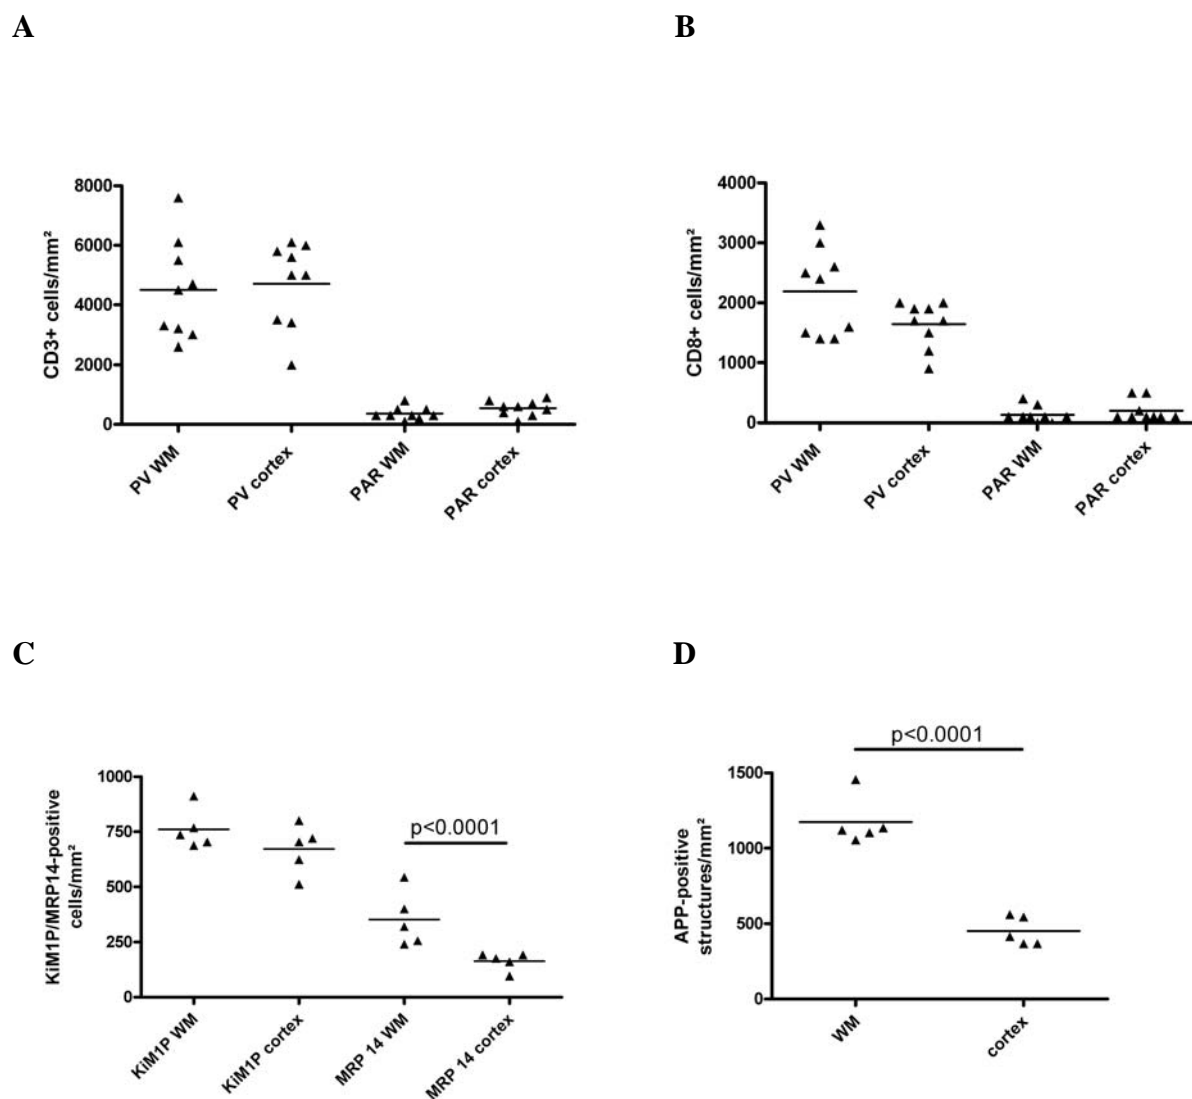 A
B
CD3+ cells/mm²
8000
6000
4000
2000
0
PV WM
PV cortex
PAR WM
PAR cortex
CD8+ cells/mm²
4000
3000
2000
1000
0
PV WM
PV cortex
PAR WM
PAR cortex
C
D
KiM1P/MRP14-positive
cells/mm²
1000
750
500
250
0
p<0.0001
KiM1P WM
KiM1P cortex
MRP 14 WM
MRP 14 cortex
APP-positive
structures/mm²
1500
1000
500
0
p<0.0001
WM
cortex